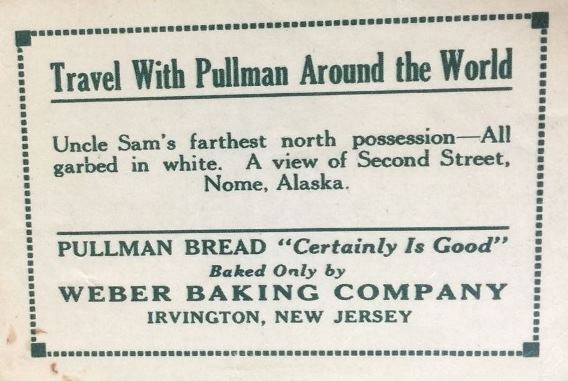 Travel With Pullman Around the World
Uncle Sam's farthest north possession—All
garbed in white. A view of Second Street,
Nome, Alaska.
PULLMAN BREAD "Certainly Is Good"
Baked Only by
WEBER BAKING COMPANY
IRVINGTON, NEW JERSEY